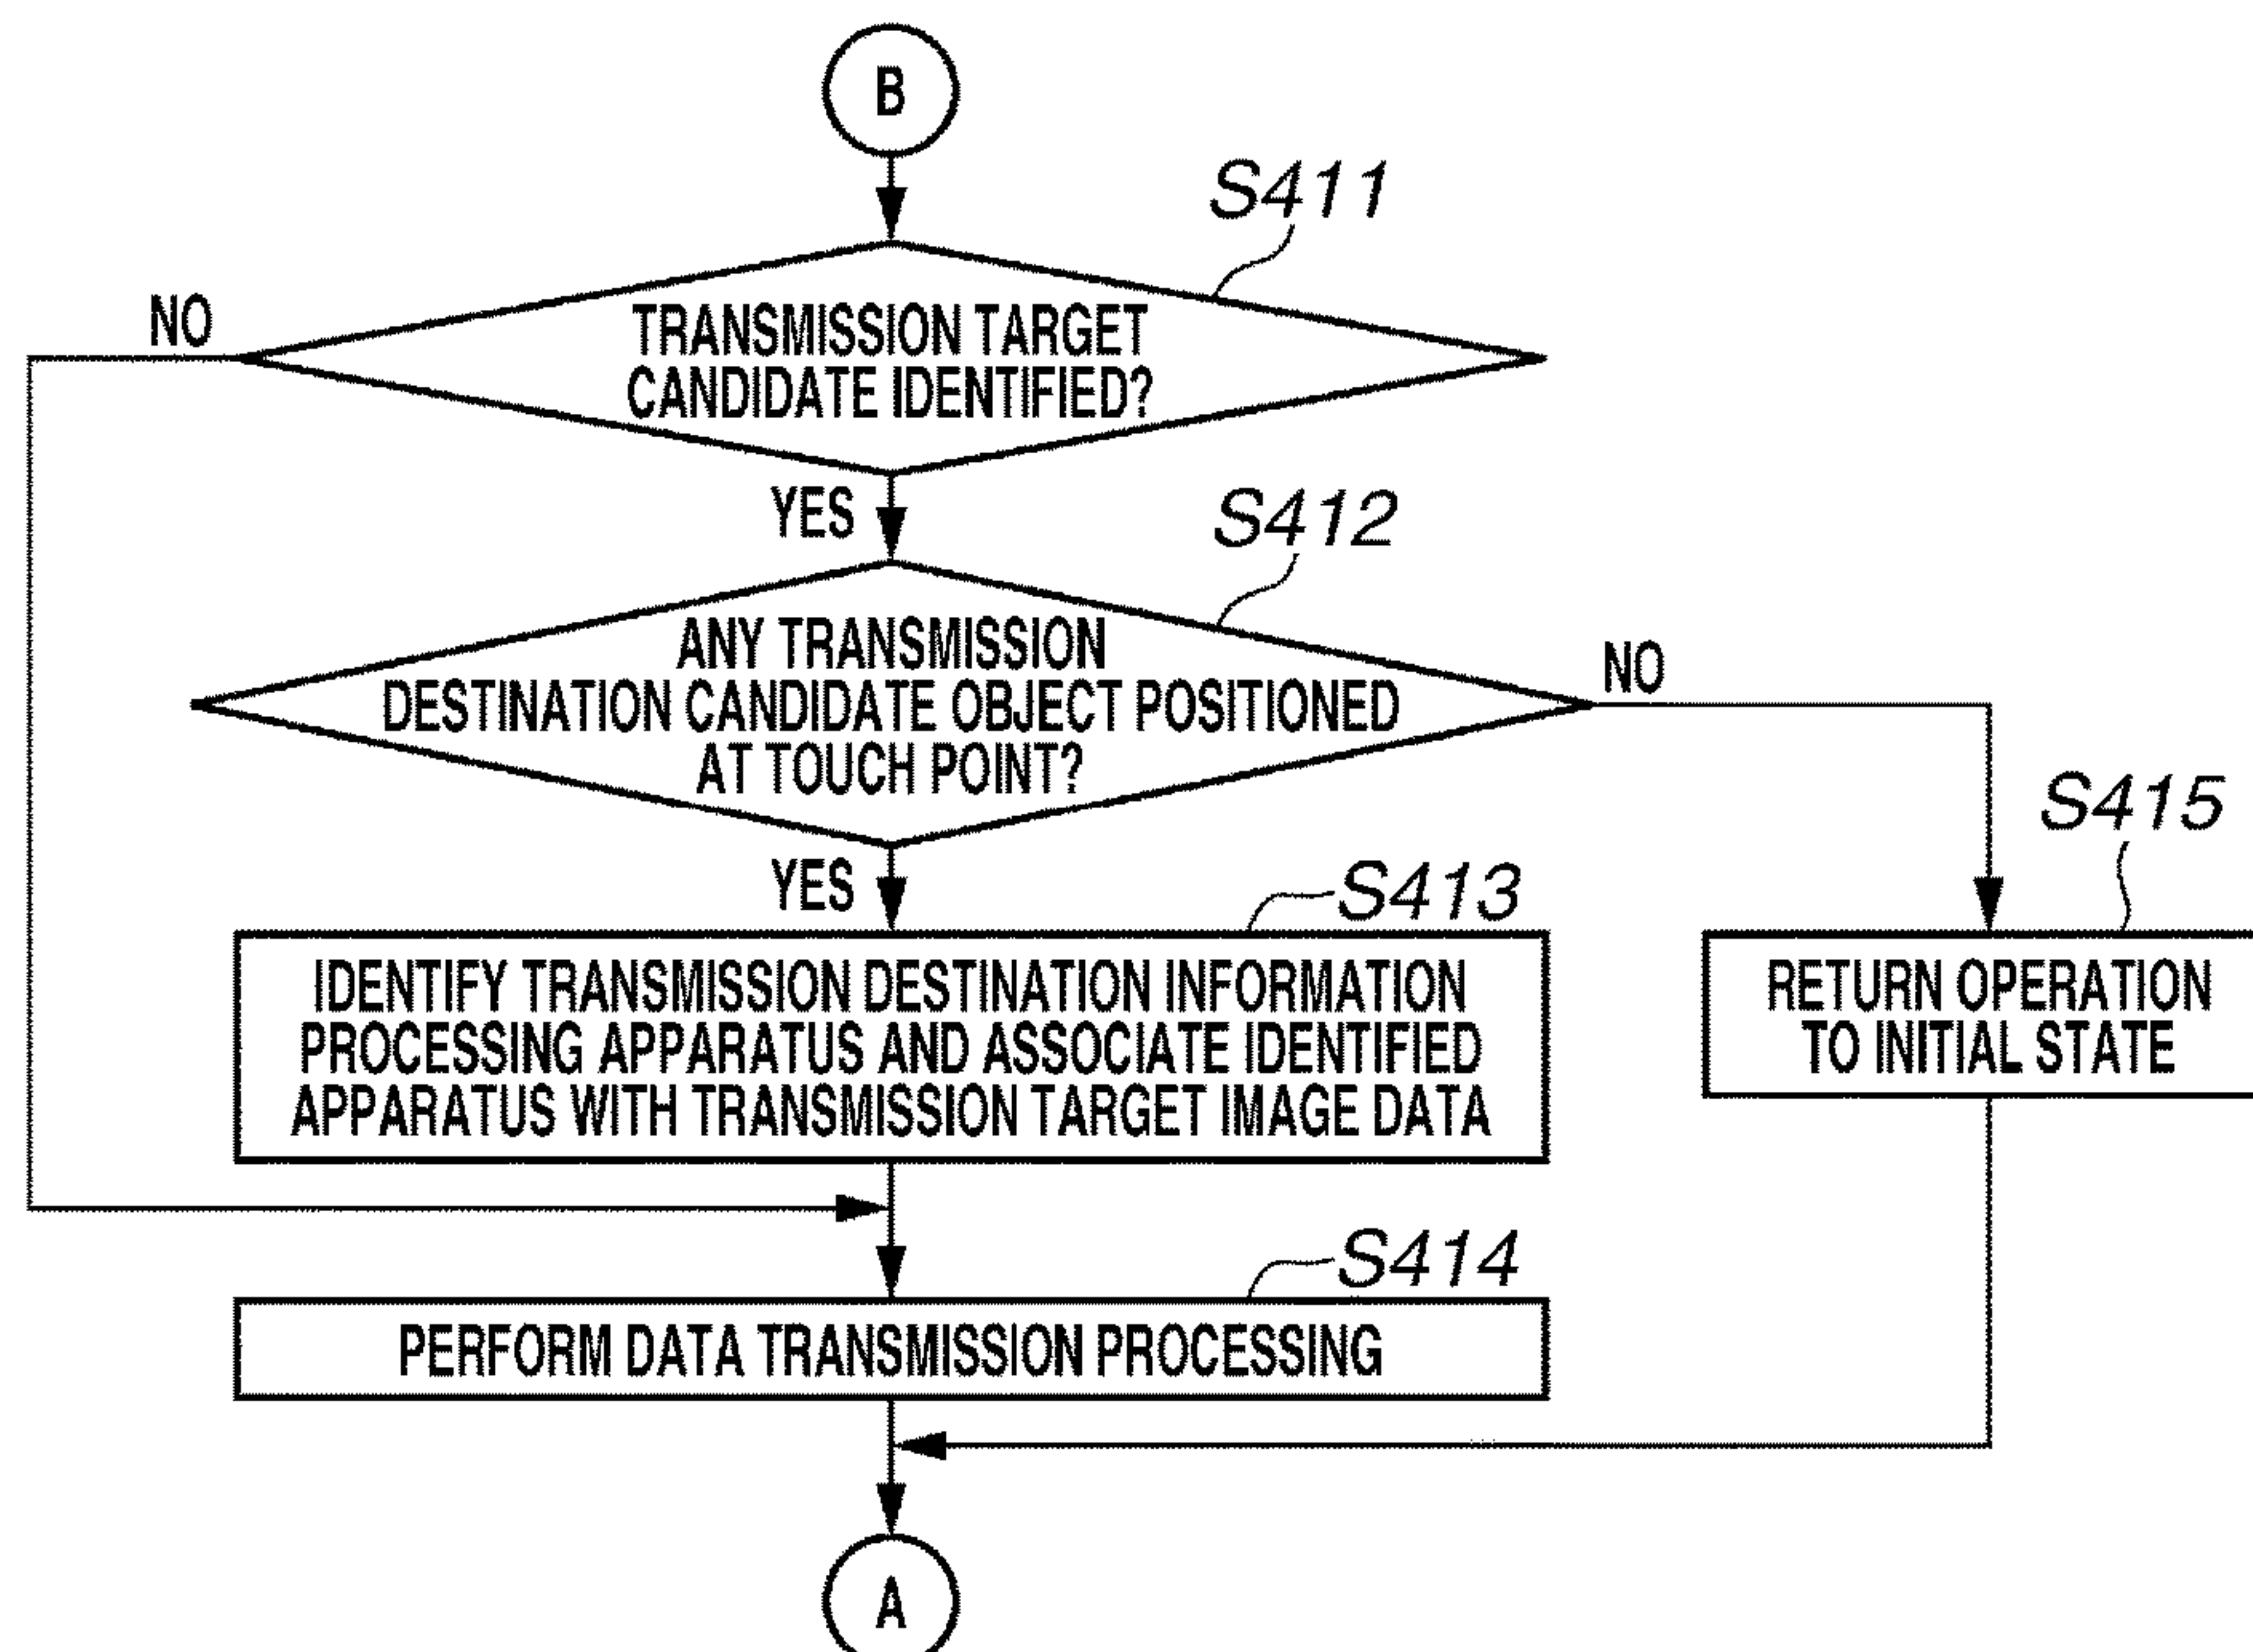 B
S411
NO
TRANSMISSION TARGET
CANDIDATE IDENTIFIED?
YES
S412
ANY TRANSMISSION
DESTINATION CANDIDATE OBJECT POSITIONED
AT TOUCH POINT?
NO
S415
YES
S413
IDENTIFY TRANSMISSION DESTINATION INFORMATION
PROCESSING APPARATUS AND ASSOCIATE IDENTIFIED
APPARATUS WITH TRANSMISSION TARGET IMAGE DATA
RETURN OPERATION
TO INITIAL STATE
S414
PERFORM DATA TRANSMISSION PROCESSING
A